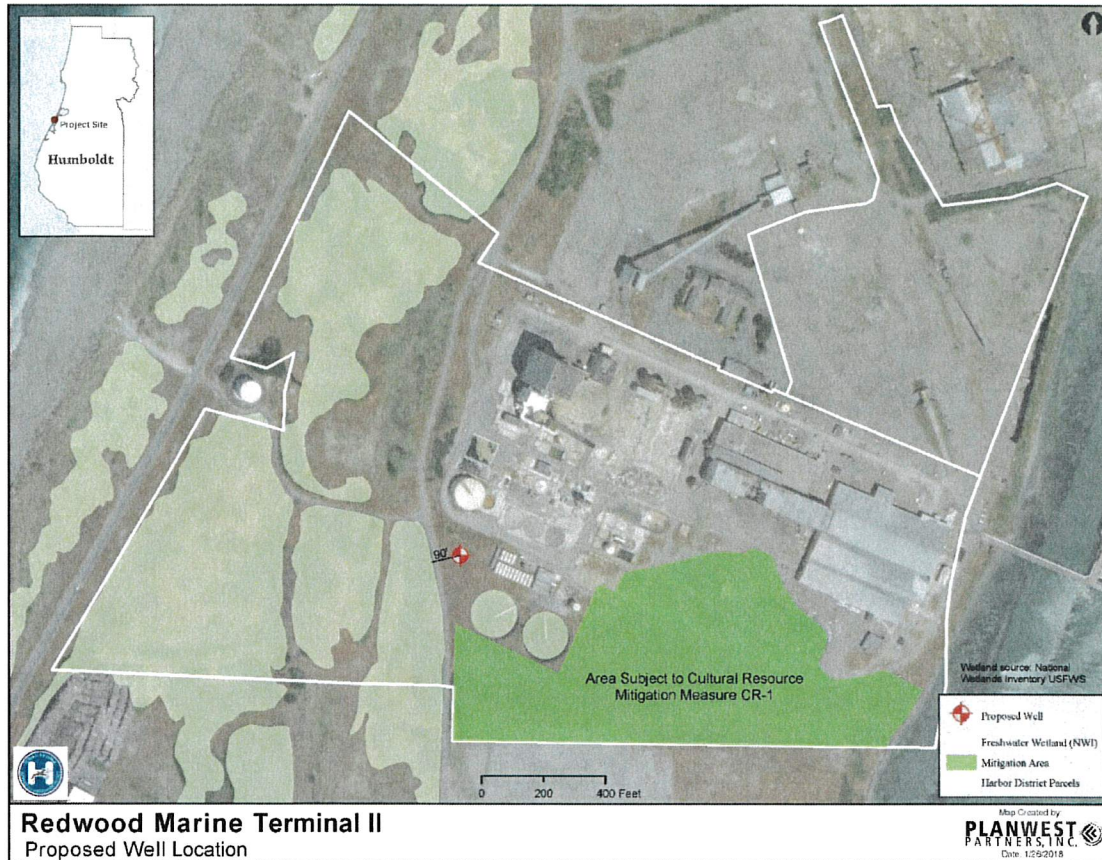 Project Site
Humboldt
90'
Area Subject to Cultural Resource
Mitigation Measure CR-1
Wetland source: National
Wetlands Inventory USFWS
Proposed Well
Freshwater Wetland (NWI)
Mitigation Area
Harbor District Parcels
0 200 400 Feet
H
Redwood Marine Terminal II
Proposed Well Location
Map Created by
PLANWEST
PARTNERS, INC.
Date: 1/26/2018